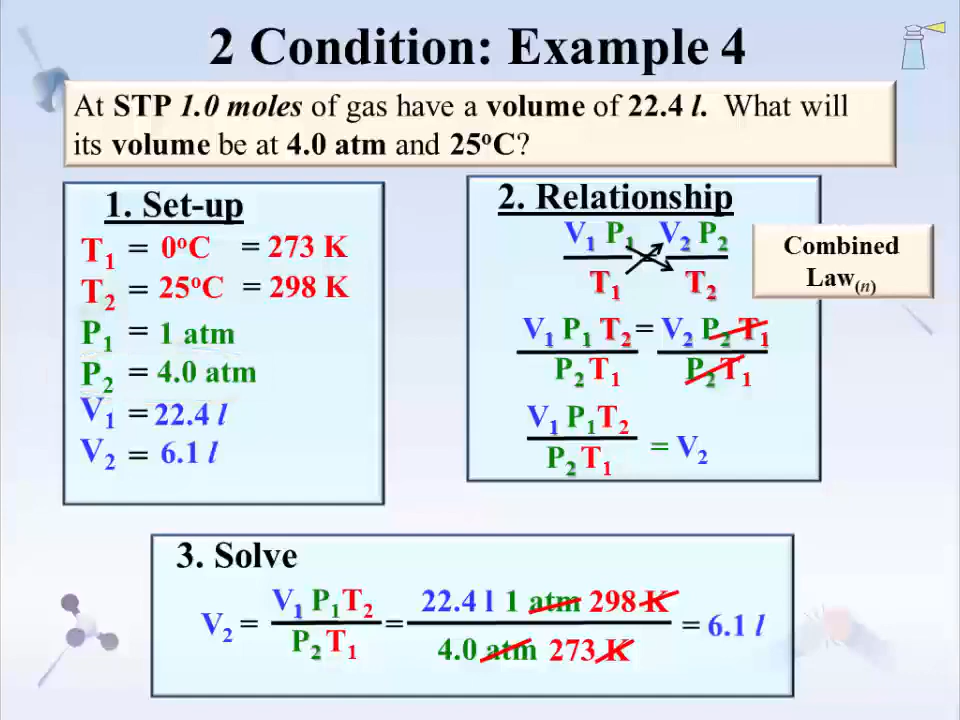 2 Condition: Example 4
At STP 1.0 moles of gas have a volume of 22.4 l. What will
its volume be at 4.0 atm and 25°C?
1. Set-up
T₁ = 0°C = 273 K
T₂ = 25°C = 298 K
P₁ = 1 atm
P₂ = 4.0 atm
V₁ = 22.4 l
V₂ = 6.1 l
2. Relationship
V₁ P₁ = V₂ P₂
T₁ T₂
Combined
Law(n)
V₁ P₁ T₂ = V₂ P₂ T₁
P₂ T₁ P₂ T₁
V₁ P₁ T₂
= V₂
P₂ T₁
3. Solve
V₁ P₁ T₂ 22.4 l 1 atm 298 K
V₂ = = = 6.1 l
P₂ T₁ 4.0 atm 273 K